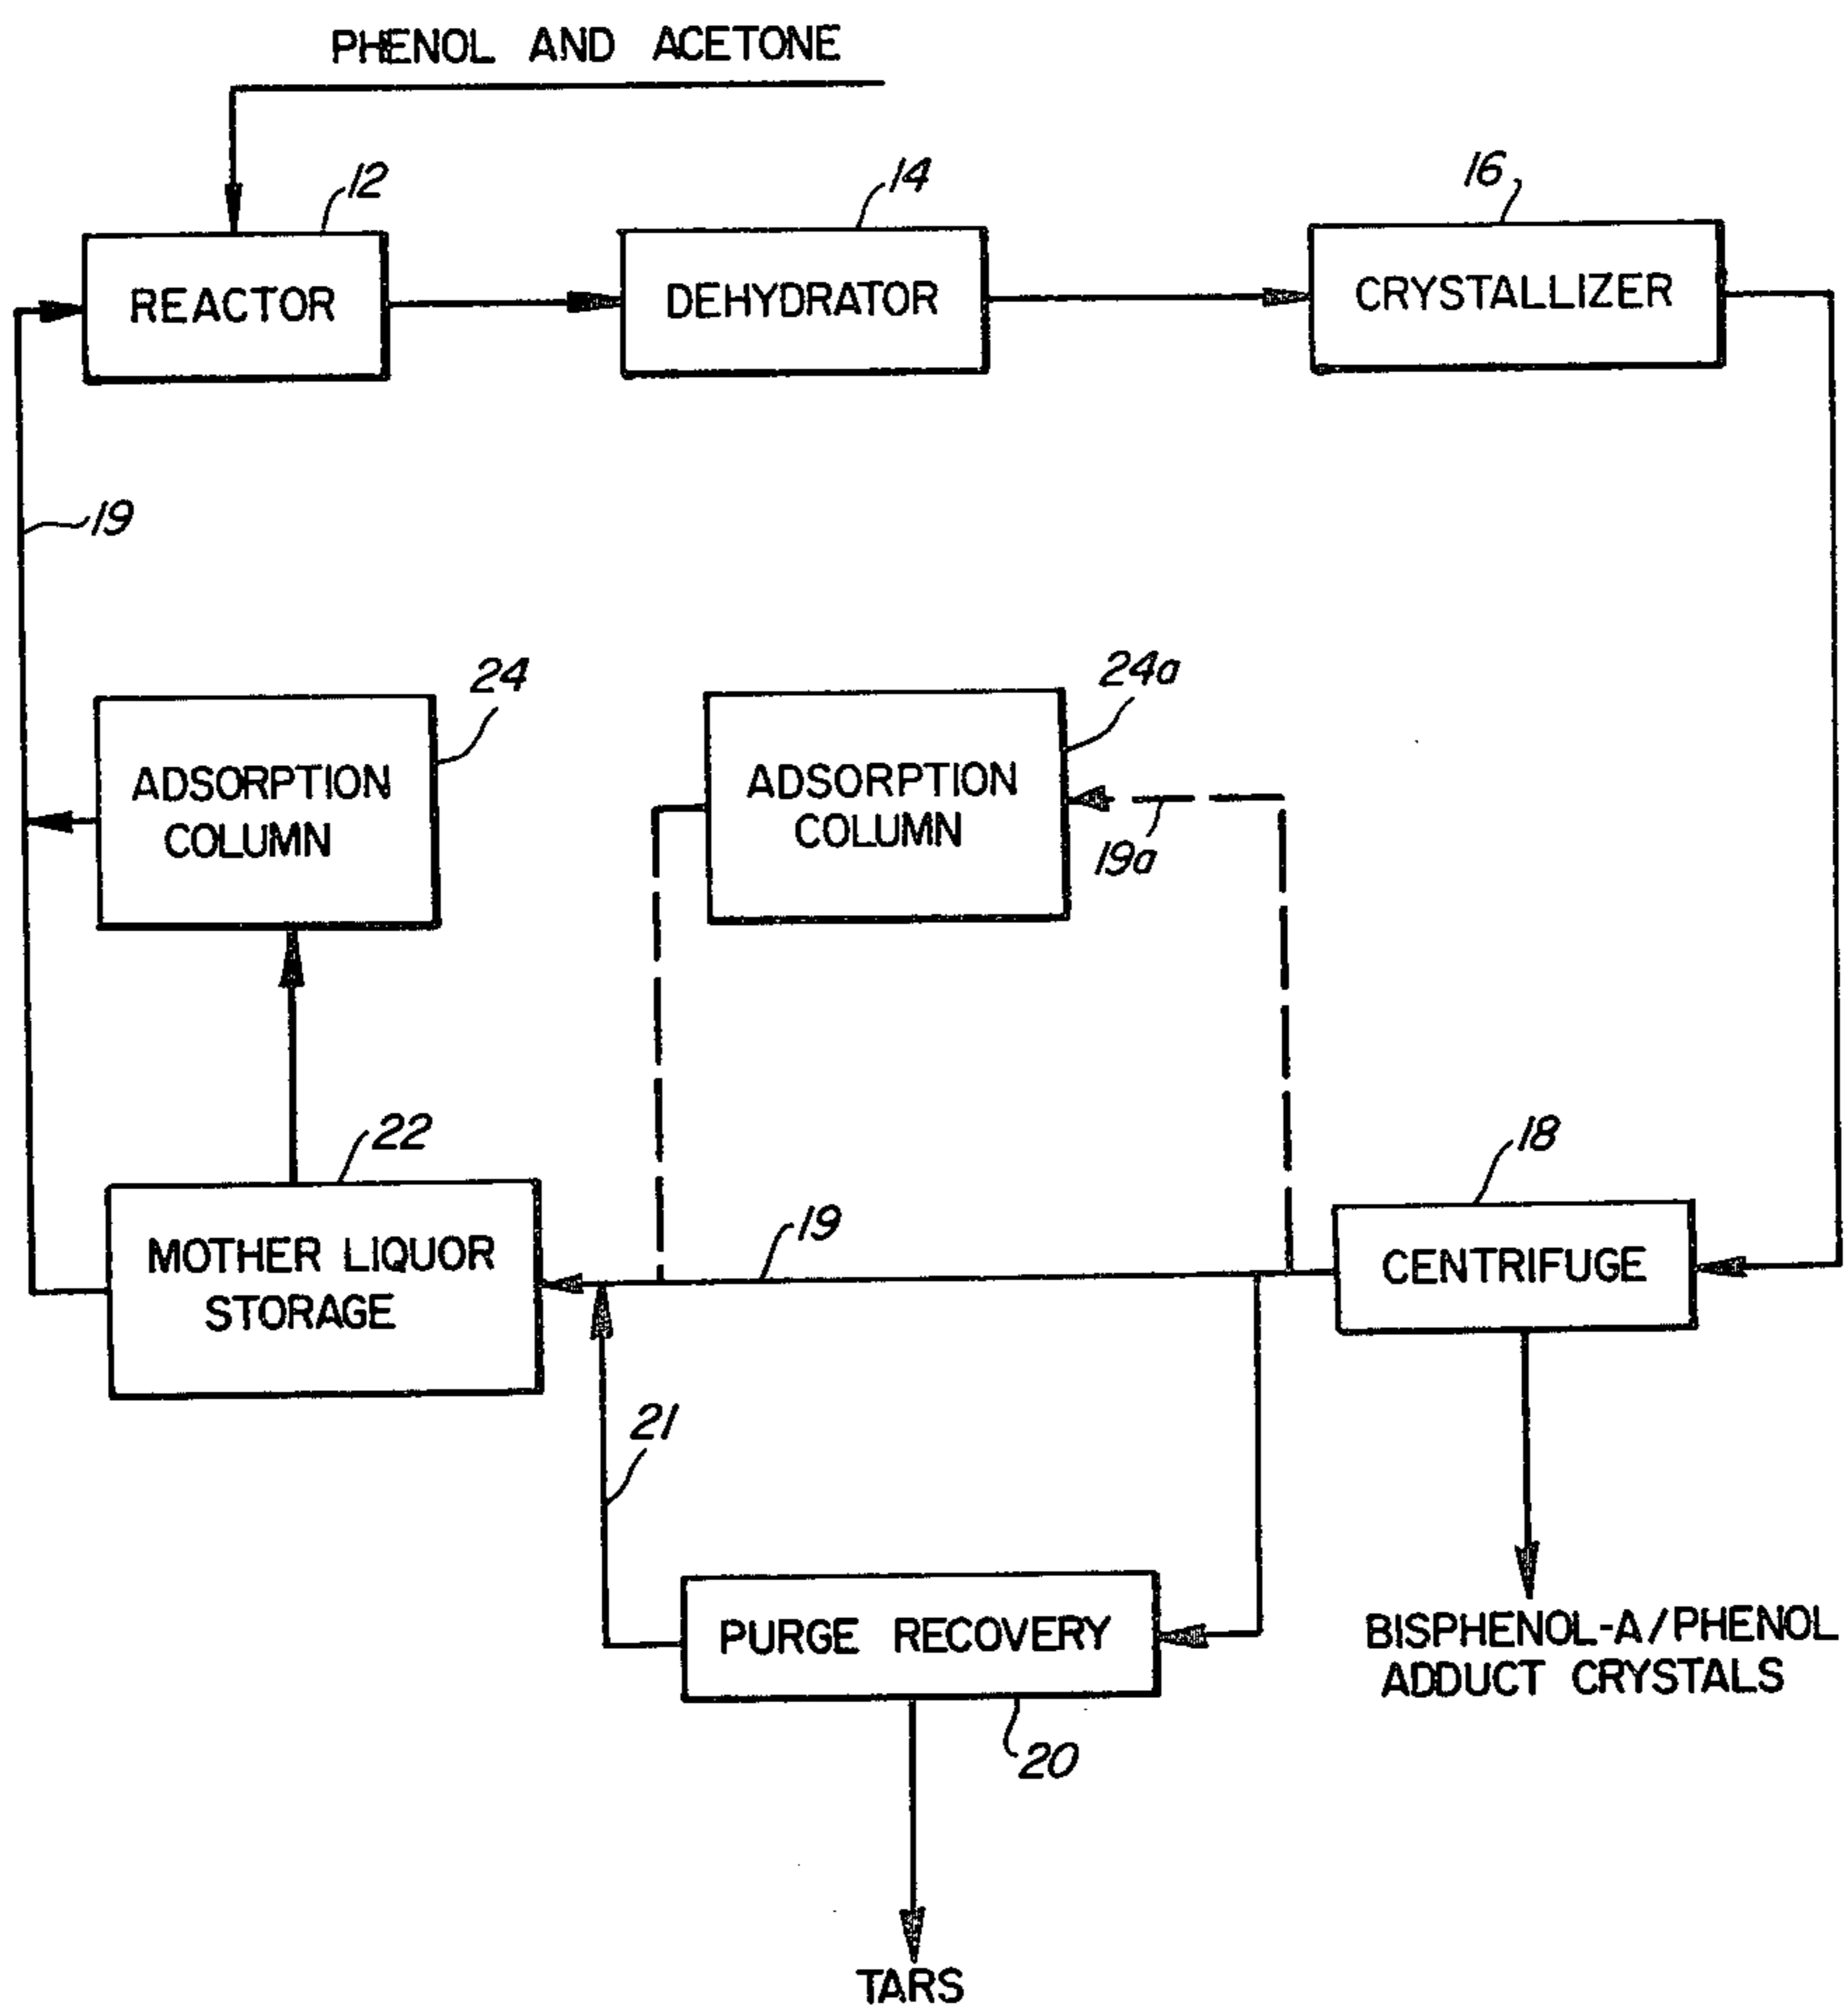 PHENOL AND ACETONE
12
14
16
REACTOR
DEHYDRATOR
CRYSTALLIZER
19
24
24a
ADSORPTION
COLUMN
ADSORPTION
COLUMN
19a
22
18
19
MOTHER LIQUOR
STORAGE
CENTRIFUGE
21
PURGE RECOVERY
BISPHENOL-A/PHENOL
ADDUCT CRYSTALS
20
TARS